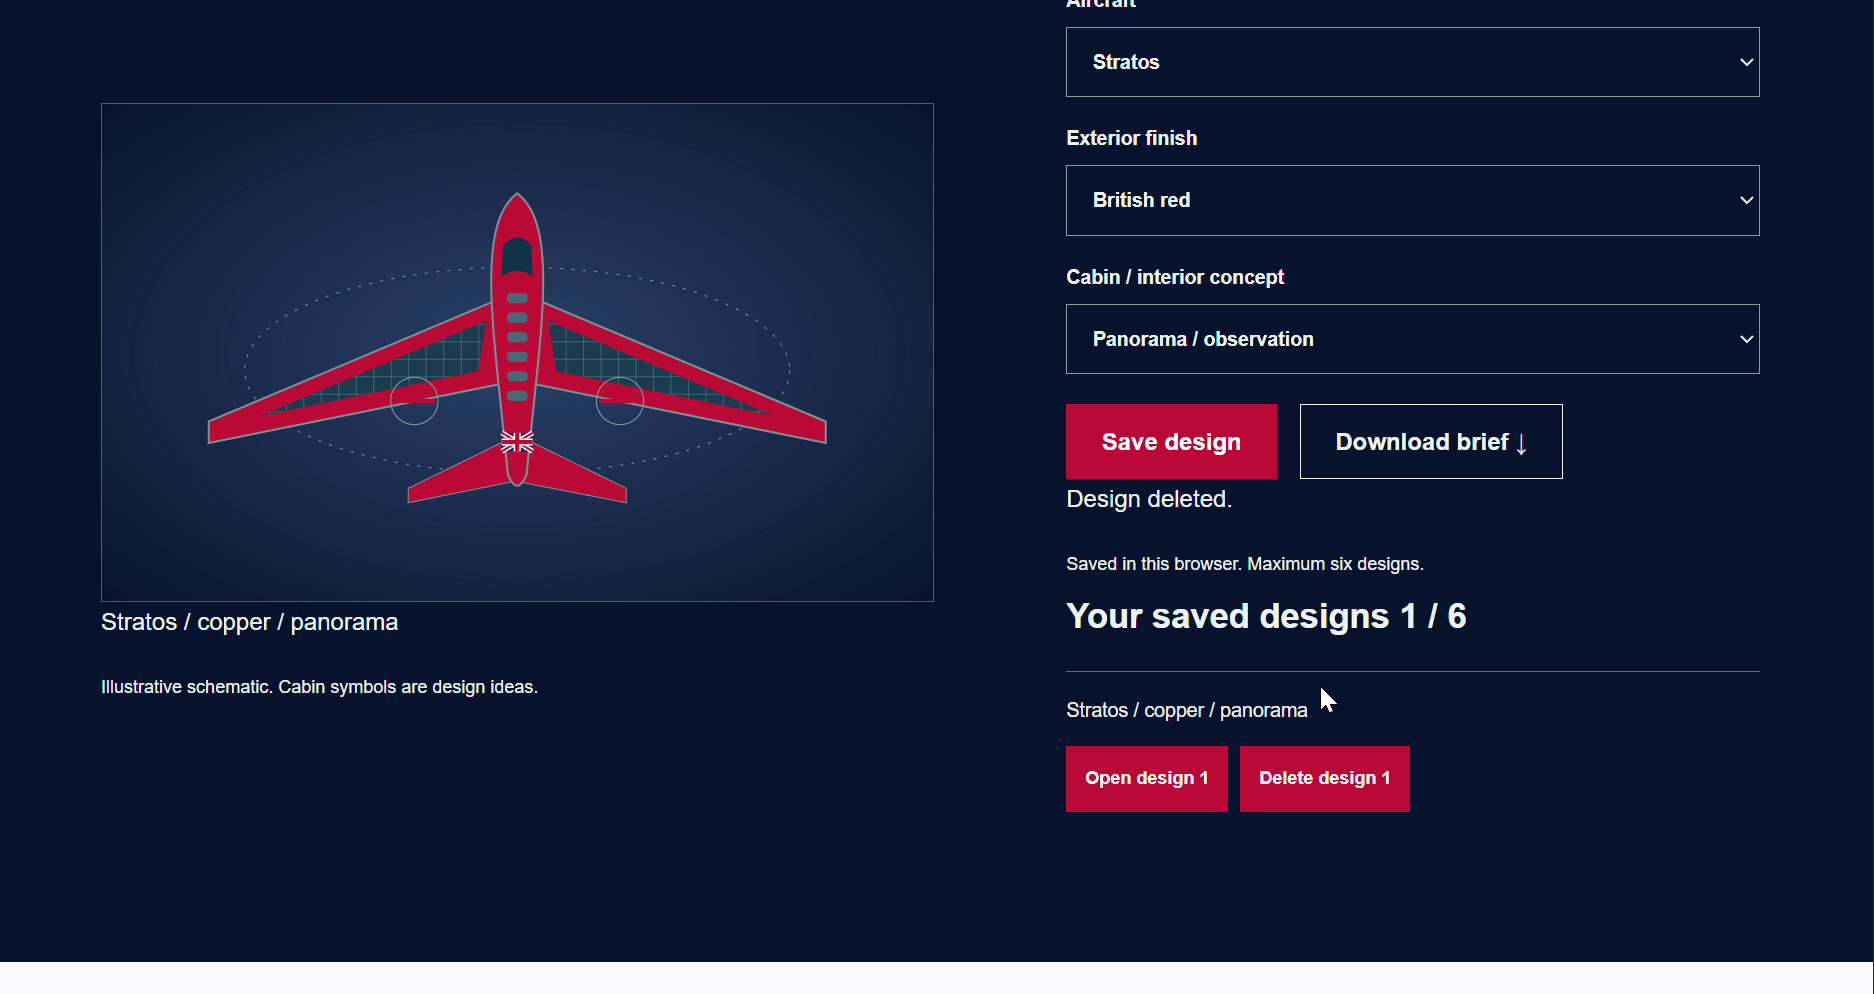 Aircraft
Stratos
Exterior finish
British red
Cabin / interior concept
Panorama / observation
Save design
Download brief ↓
Design deleted.
Saved in this browser. Maximum six designs.
Your saved designs 1 / 6
Stratos / copper / panorama
Open design 1
Delete design 1
Stratos / copper / panorama
Illustrative schematic. Cabin symbols are design ideas.